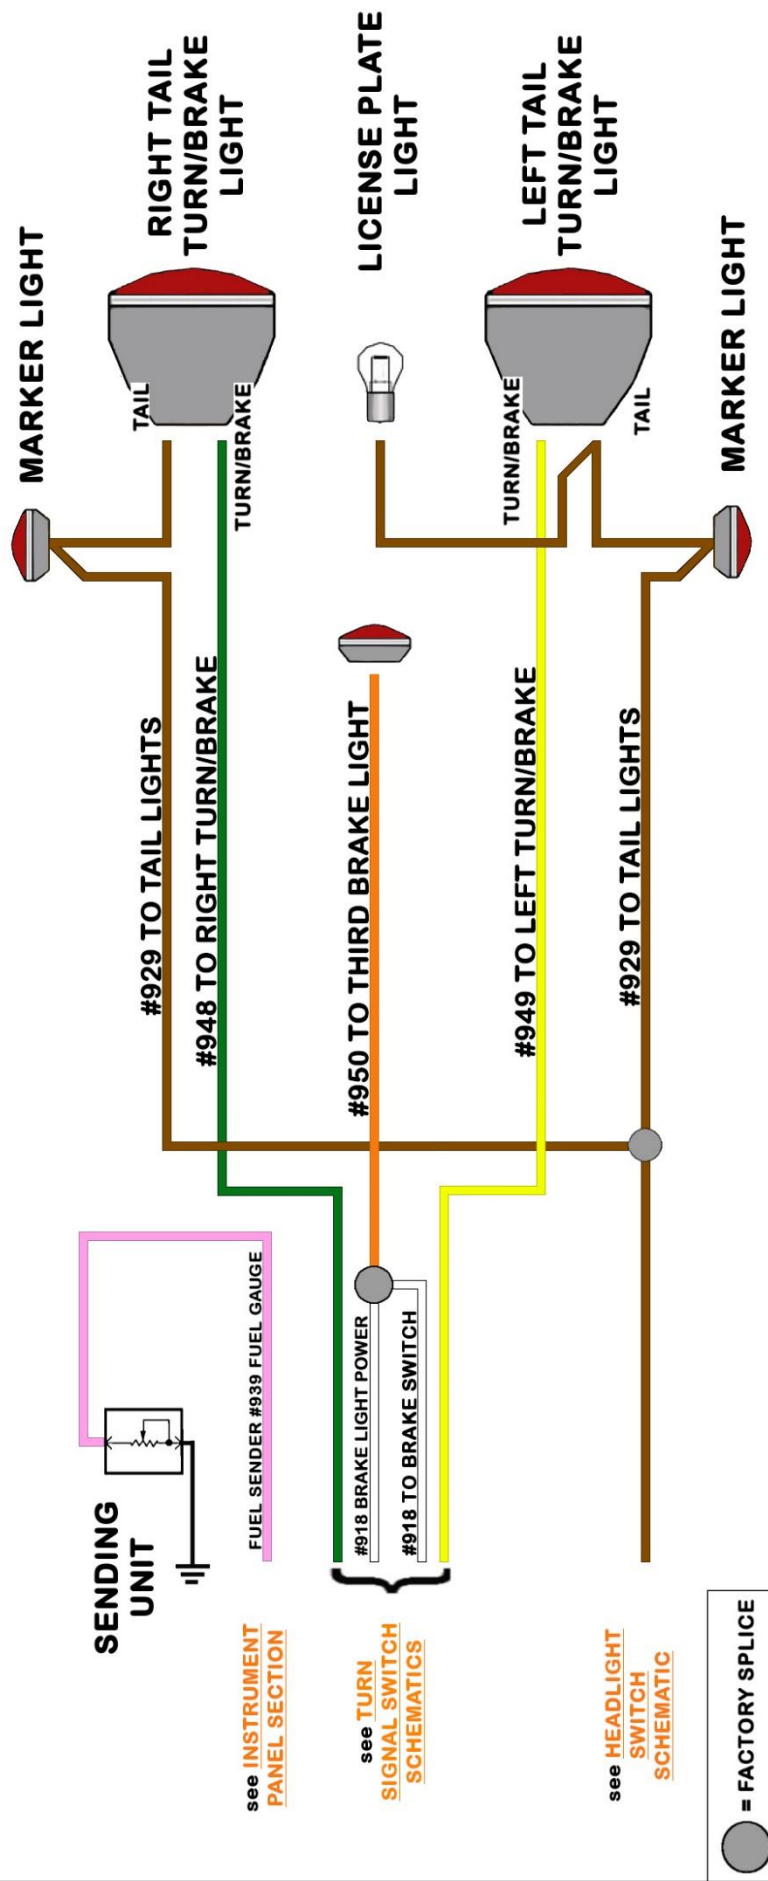 MARKER LIGHT
RIGHT TAIL
TURN/BRAKE
LIGHT
TAIL
TURN/BRAKE
LICENSE PLATE
LIGHT
LEFT TAIL
TURN/BRAKE
LIGHT
TURN/BRAKE
TAIL
MARKER LIGHT
#929 TO TAIL LIGHTS
#948 TO RIGHT TURN/BRAKE
#950 TO THIRD BRAKE LIGHT
#949 TO LEFT TURN/BRAKE
#929 TO TAIL LIGHTS
SENDING
UNIT
FUEL SENDER #939 FUEL GAUGE
#918 BRAKE LIGHT POWER
#918 TO BRAKE SWITCH
see INSTRUMENT
PANEL SECTION
see TURN
SIGNAL SWITCH
SCHEMATICS
see HEADLIGHT
SWITCH
SCHEMATIC
= FACTORY SPLICE